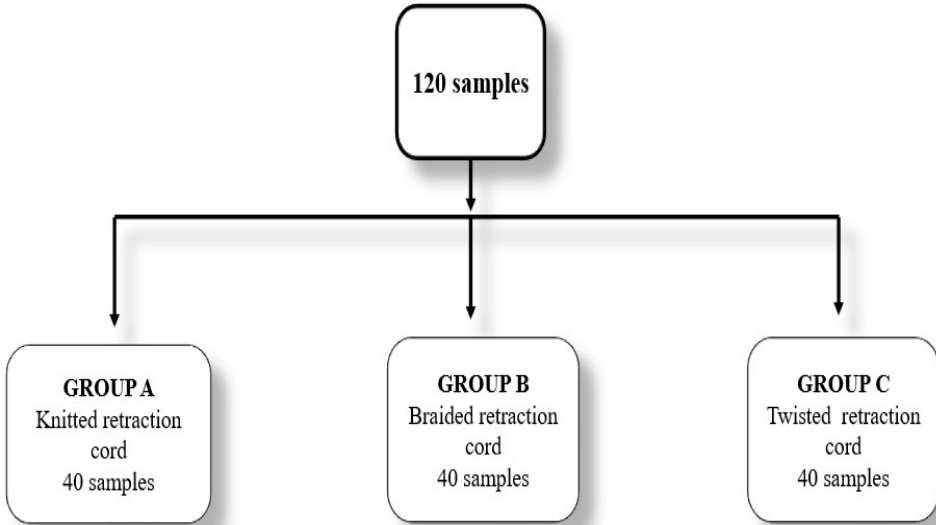 120 samples
GROUP A
Knitted retraction
cord
40 samples
GROUP B
Braided retraction
cord
40 samples
GROUP C
Twisted retraction
cord
40 samples